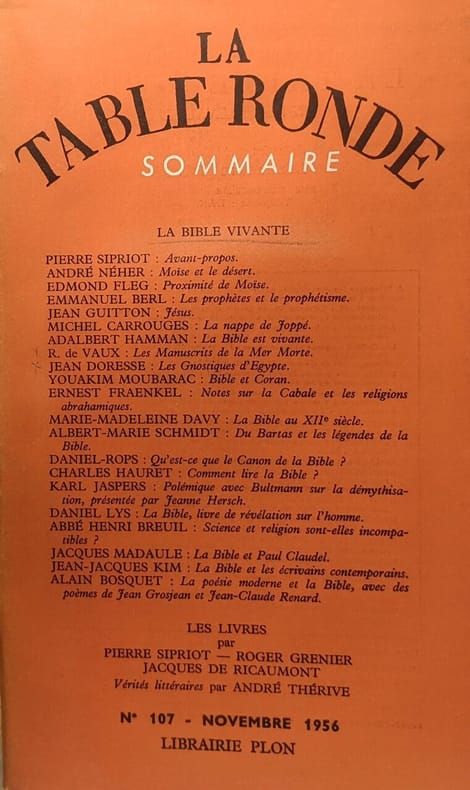 LA
TABLE RONDE
SOMMAIRE
LA BIBLE VIVANTE
PIERRE SIPRIOT : Avant-propos.
ANDRÉ NÉHER : Moïse et le désert.
EDMOND FLEG : Proximité de Moïse.
EMMANUEL BERL : Les prophètes et le prophétisme.
JEAN GUITTON : Jésus.
MICHEL CARROUGES : La nappe de Joppé.
ADALBERT HAMMAN : La Bible est vivante.
R. de VAUX : Les Manuscrits de la Mer Morte.
JEAN DORESSE : Les Gnostiques d'Egypte.
YOUAKIM MOUBARAC : Bible et Coran.
ERNEST FRAENKEL : Notes sur la Cabale et les religions
abrahamiques.
MARIE-MADELEINE DAVY : La Bible au XIIe siècle.
ALBERT-MARIE SCHMIDT : Du Bartas et les légendes de la
Bible.
DANIEL-ROPS : Qu'est-ce que le Canon de la Bible ?
CHARLES HAURET : Comment lire la Bible ?
KARL JASPERS : Polémique avec Bultmann sur la démythisa-
tion, présentée par Jeanne Hersch.
DANIEL LYS : La Bible, livre de révélation sur l'homme.
ABBÉ HENRI BREUIL : Science et religion sont-elles incompa-
tibles ?
JACQUES MADAULE : La Bible et Paul Claudel.
JEAN-JACQUES KIM : La Bible et les écrivains contemporains.
ALAIN BOSQUET : La poésie moderne et la Bible, avec des
poèmes de Jean Grosjean et Jean-Claude Renard.
LES LIVRES
par
PIERRE SIPRIOT — ROGER GRENIER
JACQUES DE RICAUMONT
Vérités littéraires par ANDRÉ THÉRIVE
N° 107 - NOVEMBRE 1956
LIBRAIRIE PLON